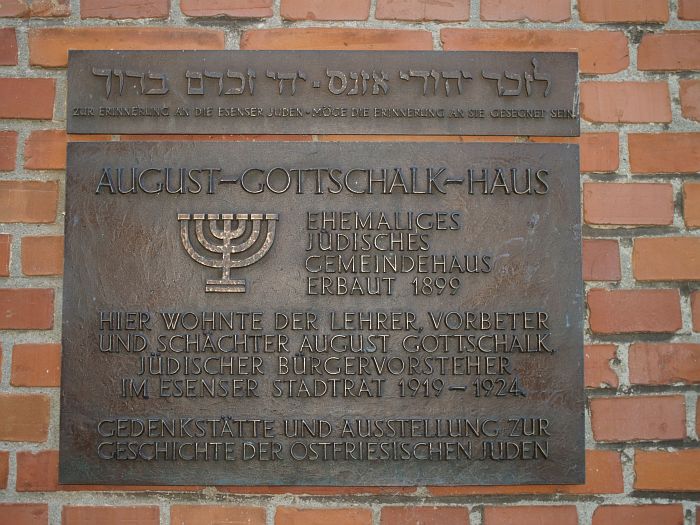 לזכר יהודי אזנס · יהי זכרם ברוך
ZUR ERINNERUNG AN DIE ESENSER JUDEN · MÖGE DIE ERINNERUNG AN SIE GESEGNET SEIN.
AUGUST-GOTTSCHALK-HAUS
EHEMALIGES
JÜDISCHES
GEMEINDEHAUS
ERBAUT 1899
HIER WOHNTE DER LEHRER, VORBETER
UND SCHÄCHTER AUGUST GOTTSCHALK,
JÜDISCHER BÜRGERVORSTEHER
IM ESENSER STADTRAT 1919–1924.
GEDENKSTÄTTE UND AUSSTELLUNG ZUR
GESCHICHTE DER OSTFRIESISCHEN JUDEN